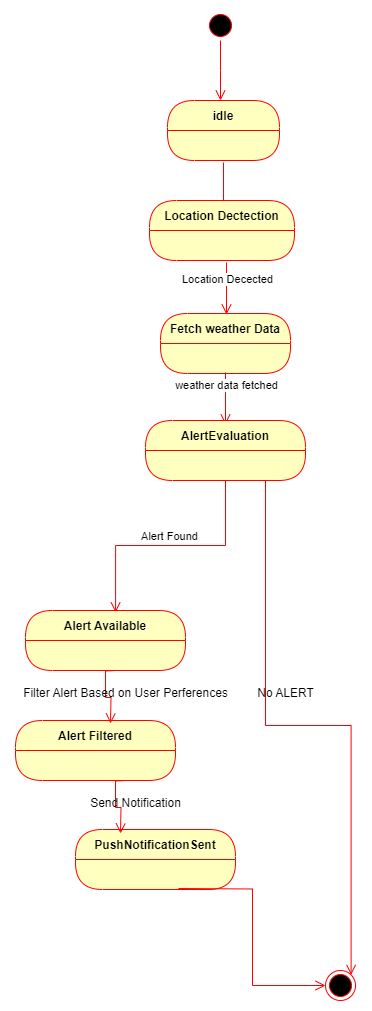 idle
Location Dectection
Location Decected
Fetch weather Data
weather data fetched
AlertEvaluation
Alert Found
Alert Available
Filter Alert Based on User Perferences
No ALERT
Alert Filtered
Send Notification
PushNotificationSent